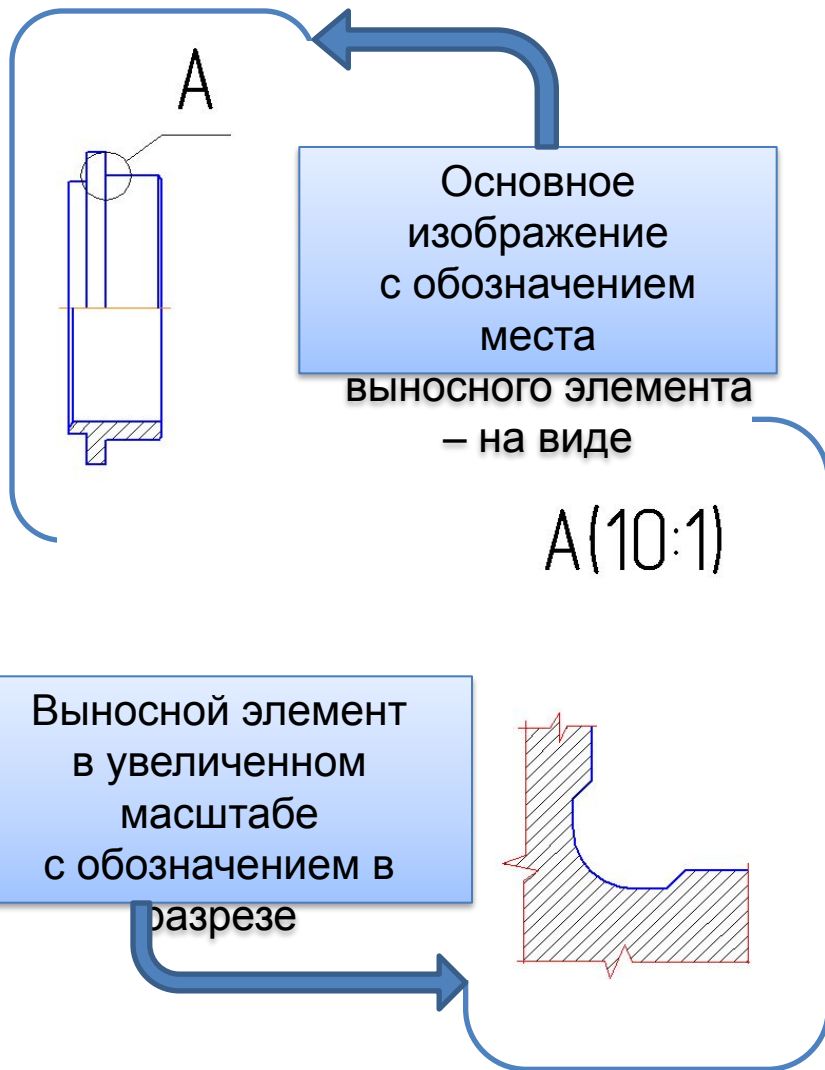 А
Основное
изображение
с обозначением
места
выносного элемента
– на виде
А(10:1)
Выносной элемент
в увеличенном
масштабе
с обозначением в
разрезе